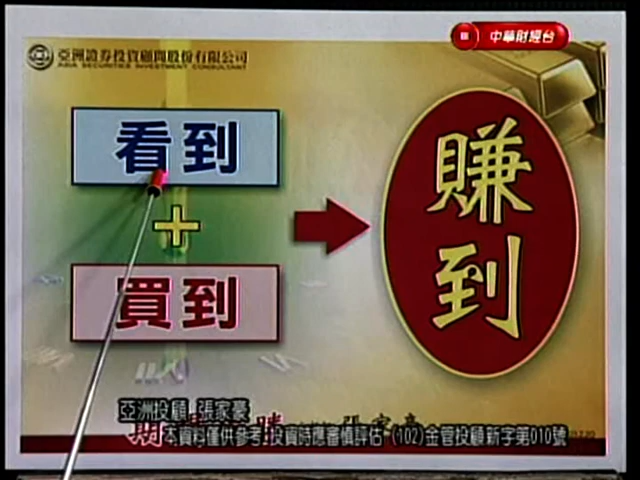 中華財經台
亞洲證券投資顧問股份有限公司
ASIA SECURITIES INVESTMENT CONSULTANT
看到
+
買到
賺到
亞洲投顧 張家豪
本資料僅供參考 投資時應審慎評估 (102)金管投顧新字第010號